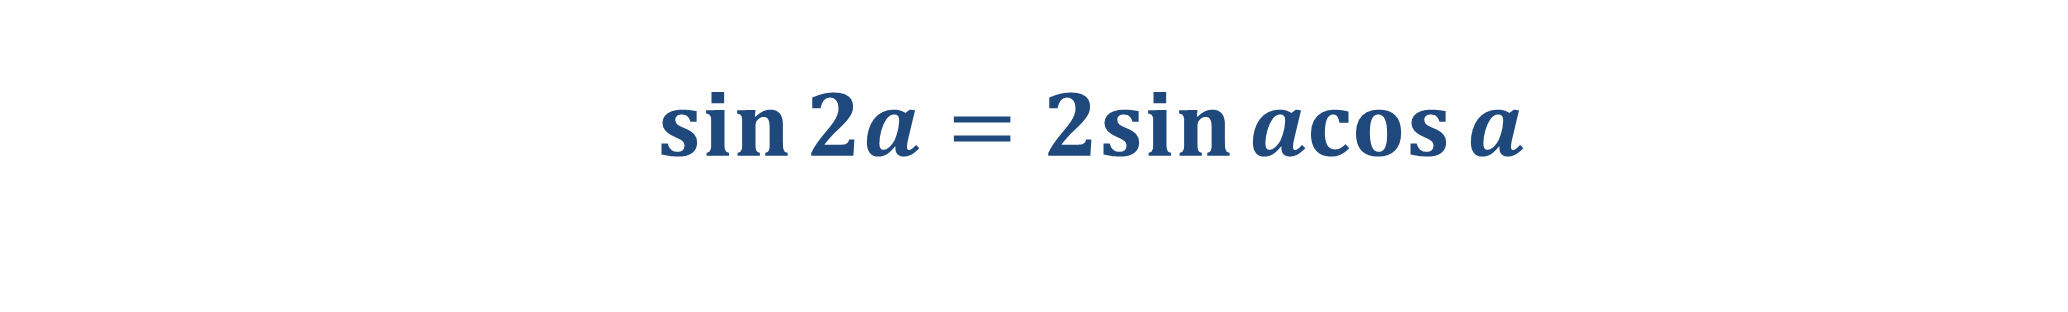 sin 2a = 2sin acos a